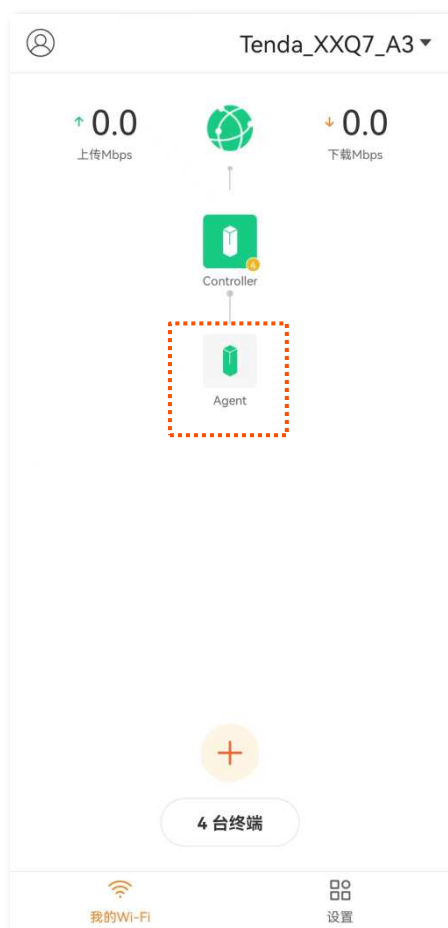 Tenda_XXQ7_A3
0.0
上传Mbps
0.0
下载Mbps
4
Controller
Agent
4 台终端
我的Wi-Fi
设置